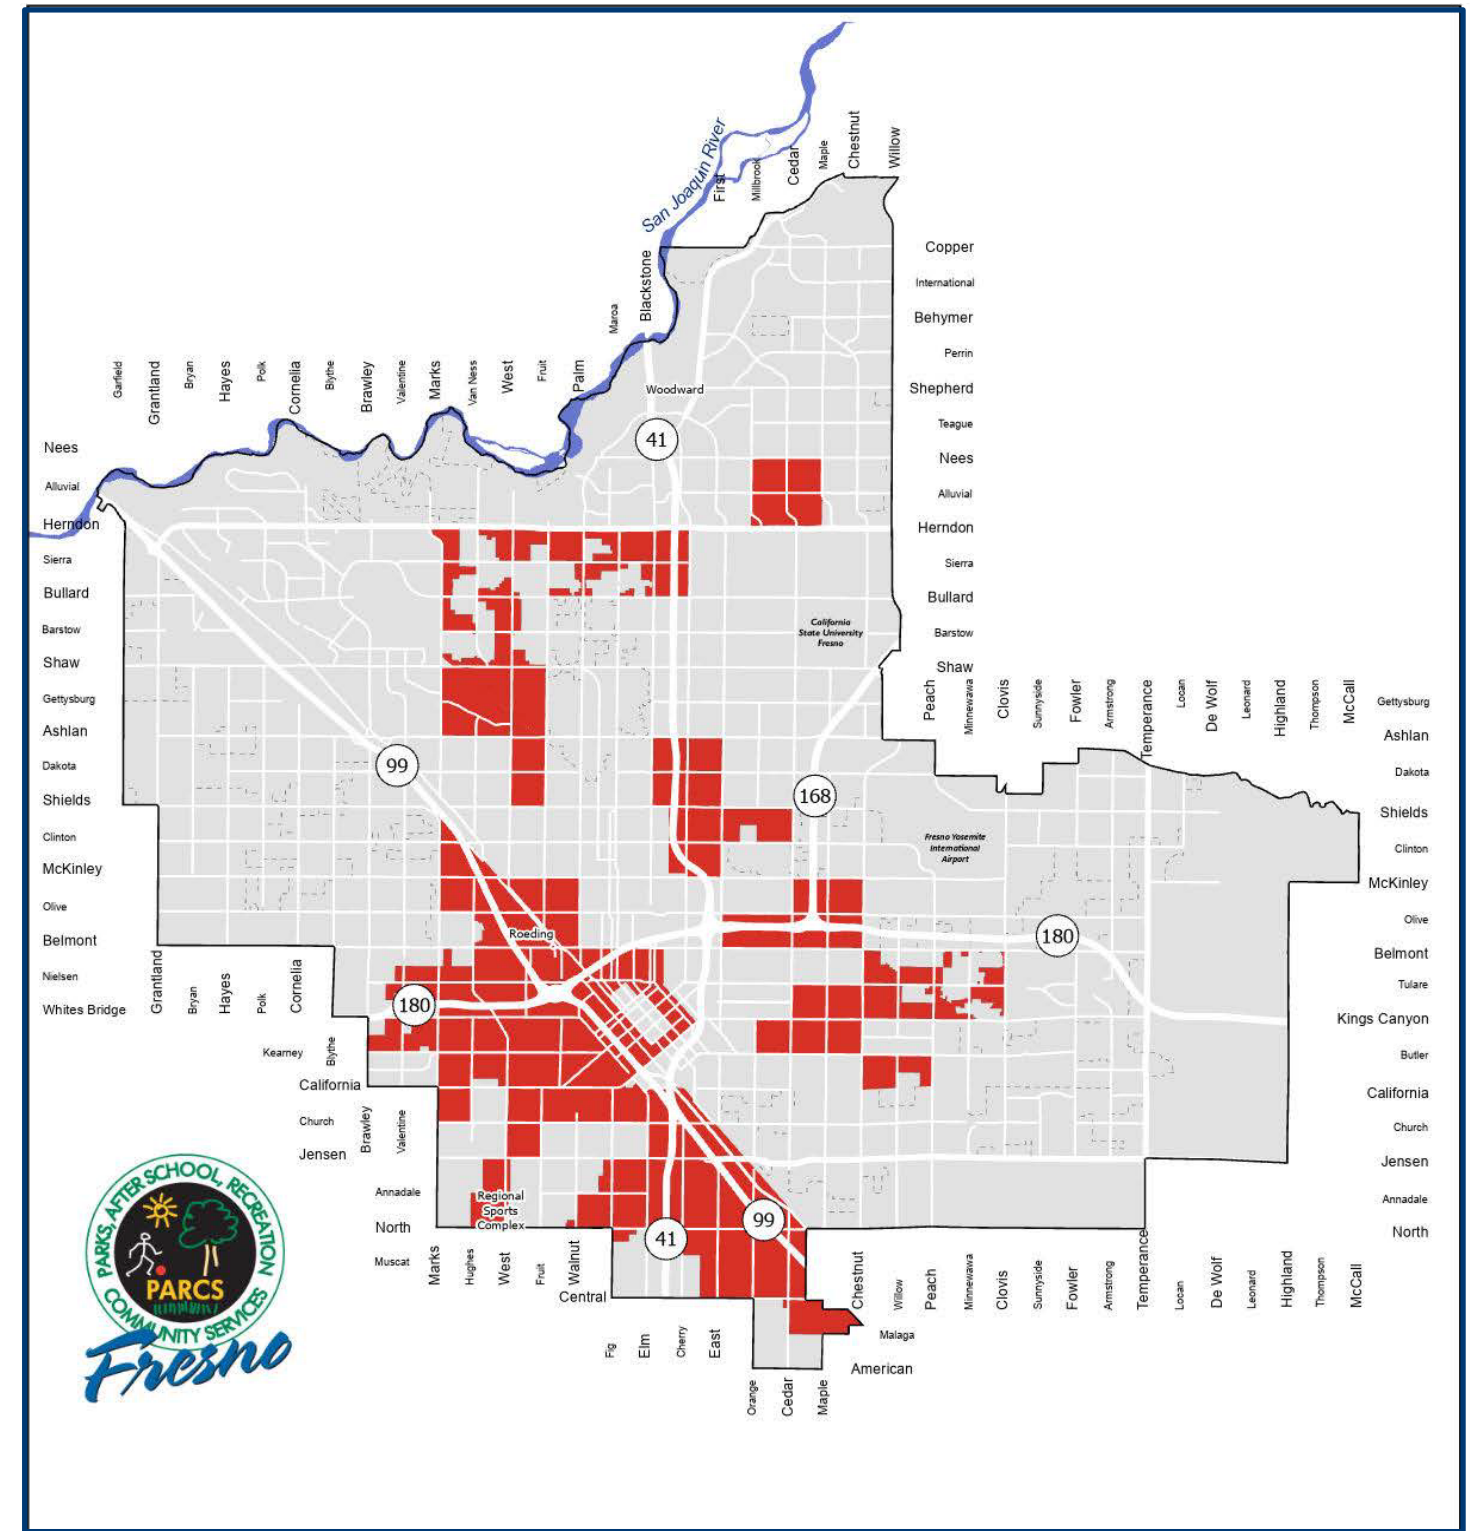 San Joaquin River
First
Millbrook
Cedar
Maple
Chestnut
Willow
Copper
International
Behymer
Perrin
Shepherd
Teague
Nees
Alluvial
Herndon
Sierra
Bullard
Barstow
Shaw
Maroa
Blackstone
Garfield
Grantland
Bryan
Hayes
Polk
Cornelia
Blythe
Brawley
Valentine
Marks
Van Ness
West
Fruit
Palm
Woodward
41
Nees
Alluvial
Herndon
Sierra
Bullard
Barstow
Shaw
Gettysburg
Ashlan
Dakota
Shields
Clinton
McKinley
Olive
Belmont
Nielsen
Whites Bridge
California
State University
Fresno
Peach
Minnewawa
Clovis
Sunnyside
Fowler
Armstrong
Temperance
Locan
De Wolf
Leonard
Highland
Thompson
McCall
Gettysburg
Ashlan
Dakota
Shields
Clinton
McKinley
Olive
Belmont
Tulare
Kings Canyon
Butler
California
Church
Jensen
Annadale
North
99
168
Fresno Yosemite
International
Airport
Roeding
180
180
Grantland
Bryan
Hayes
Polk
Cornelia
Kearney
Blythe
California
Church
Brawley
Valentine
Jensen
Annadale
North
Muscat
Regional
Sports
Complex
99
41
Marks
Hughes
West
Fruit
Walnut
Central
Fig
Elm
Cherry
East
Orange
Cedar
Maple
Malaga
American
Chestnut
Willow
Peach
Minnewawa
Clovis
Sunnyside
Fowler
Armstrong
Temperance
Locan
De Wolf
Leonard
Highland
Thompson
McCall
PARKS, AFTER SCHOOL, RECREATION
PARCS
COMMUNITY SERVICES
Fresno